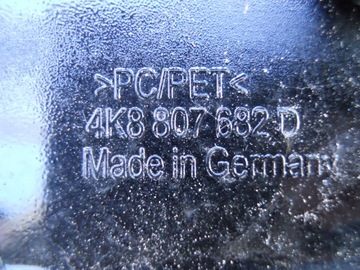 >PC/PET<
4K8 807 682 D
Made in Germany